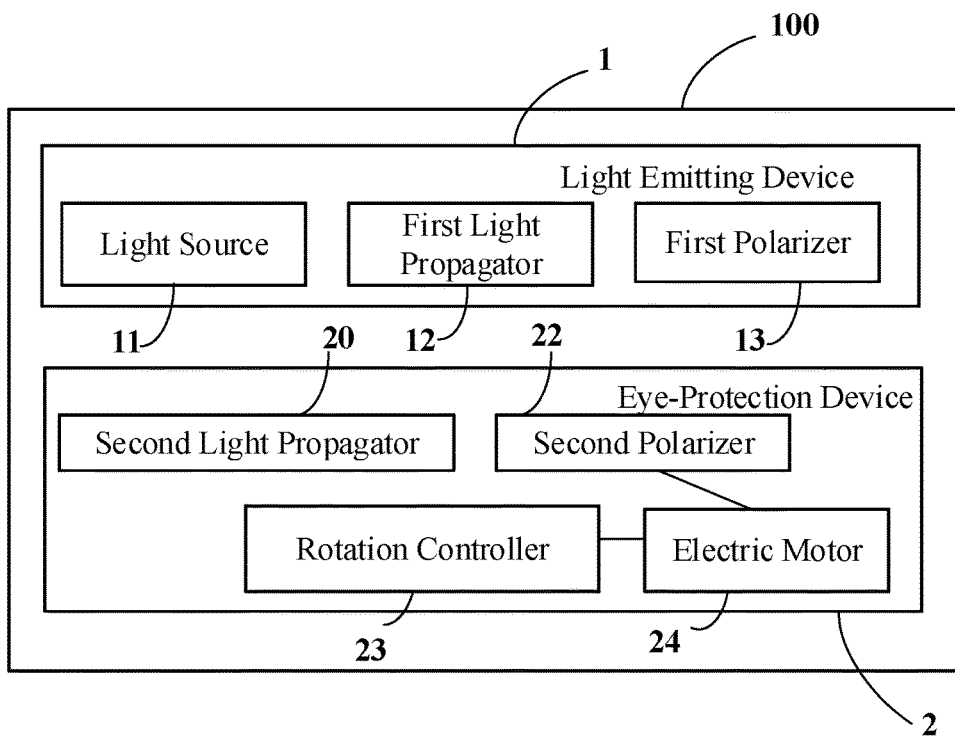 100
1
Light Emitting Device
Light Source
First Light
Propagator
First Polarizer
11
12
13
20
22
Eye-Protection Device
Second Light Propagator
Second Polarizer
Rotation Controller
Electric Motor
23
24
2